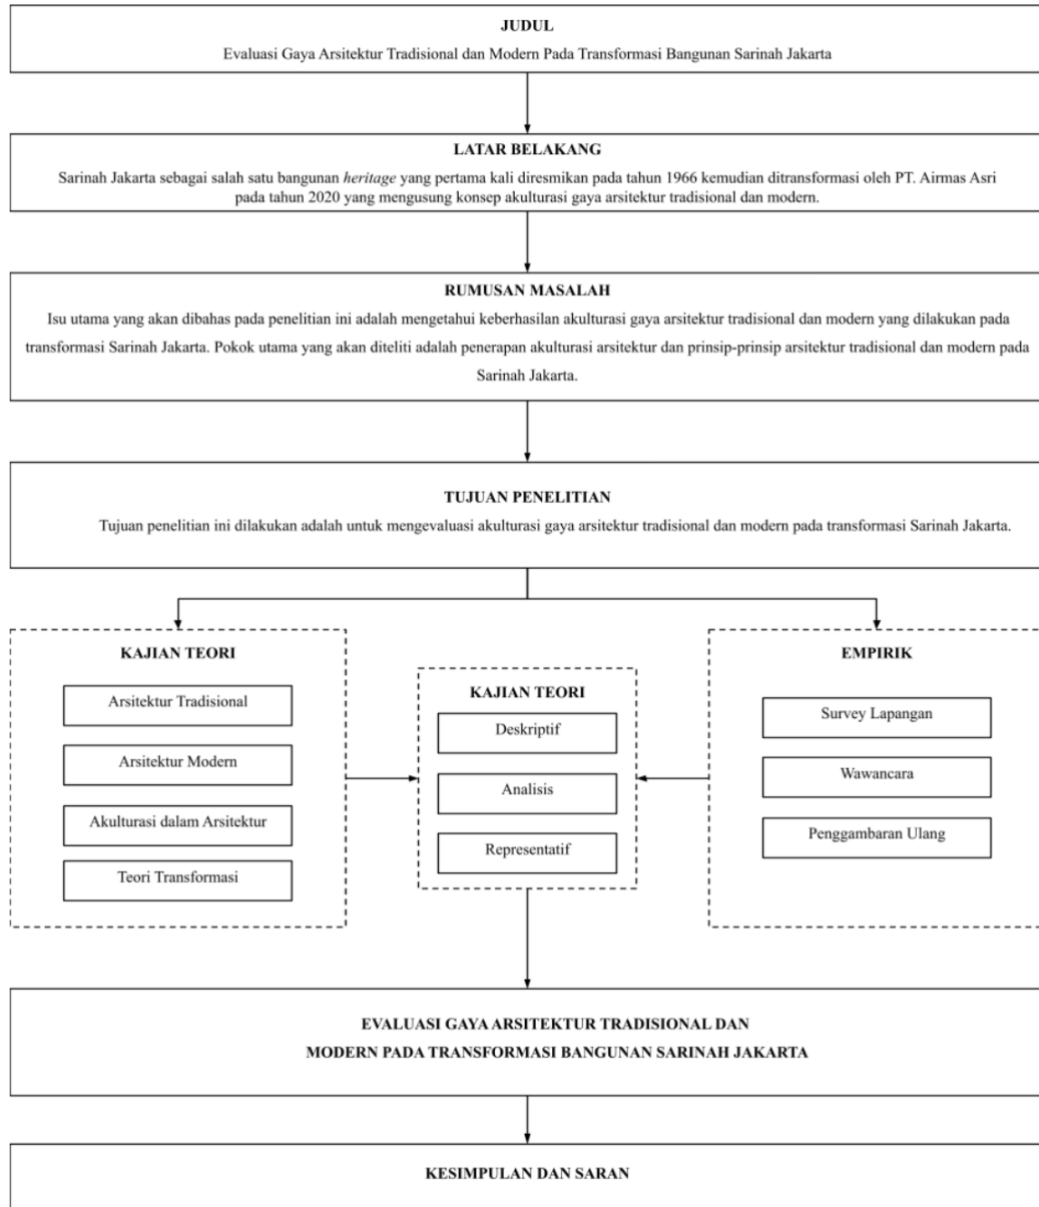 JUDUL
Evaluasi Gaya Arsitektur Tradisional dan Modern Pada Transformasi Bangunan Sarinah Jakarta
LATAR BELAKANG
Sarinah Jakarta sebagai salah satu bangunan heritage yang pertama kali diresmikan pada tahun 1966 kemudian ditransformasi oleh PT. Airmas Asri
pada tahun 2020 yang mengusung konsep akulturasi gaya arsitektur tradisional dan modern.
RUMUSAN MASALAH
Isu utama yang akan dibahas pada penelitian ini adalah mengetahui keberhasilan akulturasi gaya arsitektur tradisional dan modern yang dilakukan pada
transformasi Sarinah Jakarta. Pokok utama yang akan diteliti adalah penerapan akulturasi arsitektur dan prinsip-prinsip arsitektur tradisional dan modern pada
Sarinah Jakarta.
TUJUAN PENELITIAN
Tujuan penelitian ini dilakukan adalah untuk mengevaluasi akulturasi gaya arsitektur tradisional dan modern pada transformasi Sarinah Jakarta.
KAJIAN TEORI
Arsitektur Tradisional
Arsitektur Modern
Akulturasi dalam Arsitektur
Teori Transformasi
KAJIAN TEORI
Deskriptif
Analisis
Representatif
EMPIRIK
Survey Lapangan
Wawancara
Penggambaran Ulang
EVALUASI GAYA ARSITEKTUR TRADISIONAL DAN
MODERN PADA TRANSFORMASI BANGUNAN SARINAH JAKARTA
KESIMPULAN DAN SARAN